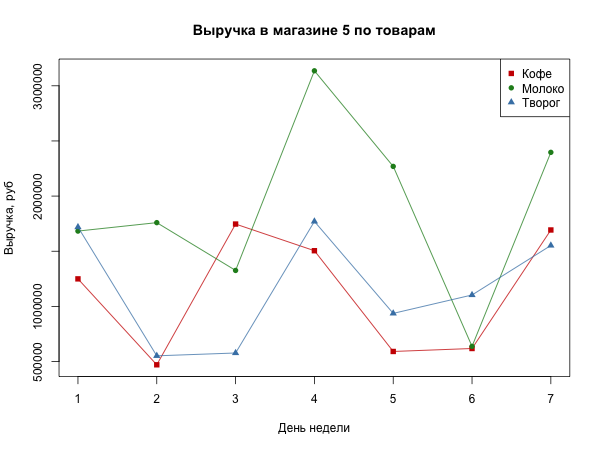 Выручка в магазине 5 по товарам
Кофе
Молоко
Творог
Выручка, руб
3000000
2000000
1000000
500000
1 2 3 4 5 6 7
День недели